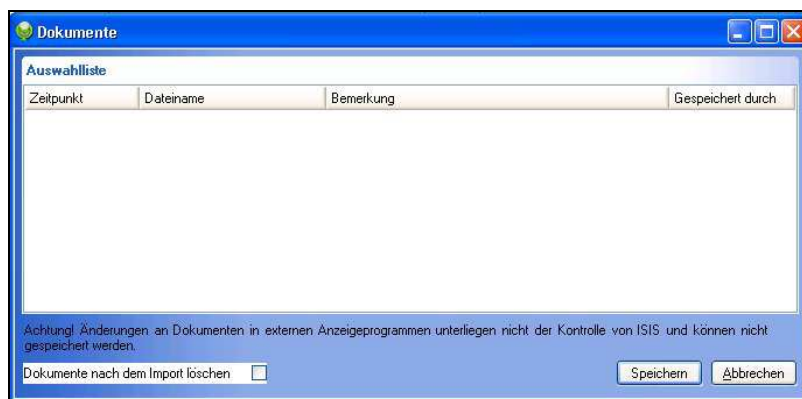 Dokumente
Auswahlliste
Zeitpunkt Dateiname Bemerkung Gespeichert durch
Achtung! Änderungen an Dokumenten in externen Anzeigeprogrammen unterliegen nicht der Kontrolle von ISIS und können nicht
gespeichert werden.
Dokumente nach dem Import löschen Speichern Abbrechen